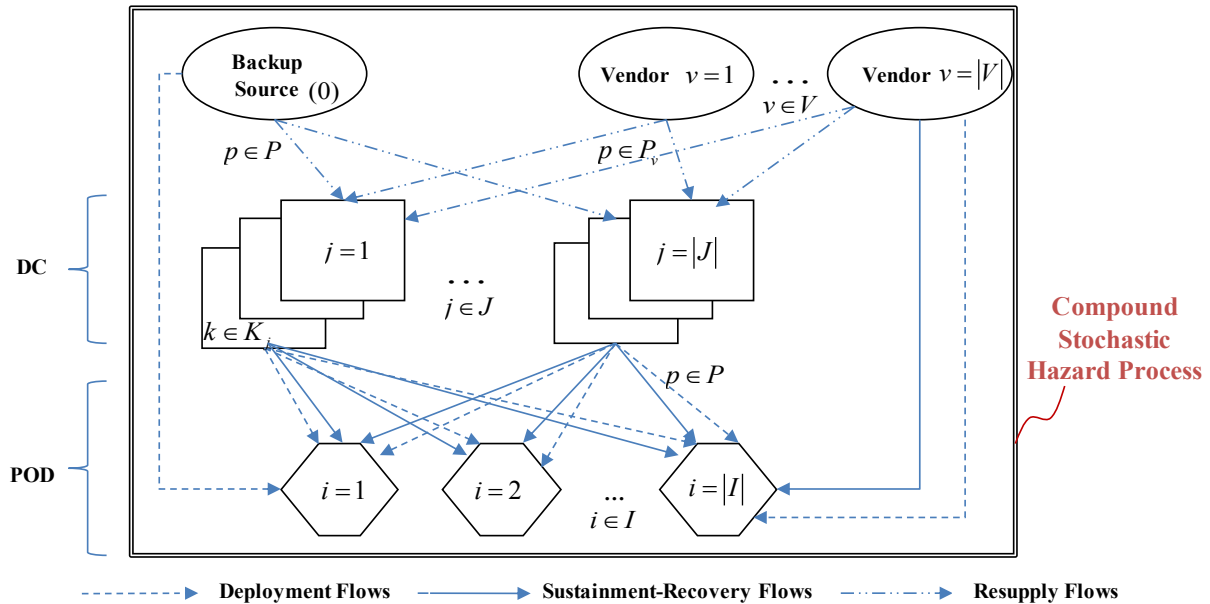 Backup
Source (0)
Vendor v = 1
...
v ∈ V
Vendor v = |V|
p ∈ P
p ∈ P_v
DC
j = 1
...
j ∈ J
j = |J|
k ∈ K_j
p ∈ P
Compound
Stochastic
Hazard Process
POD
i = 1
i = 2
...
i ∈ I
i = |I|
Deployment Flows
Sustainment-Recovery Flows
Resupply Flows